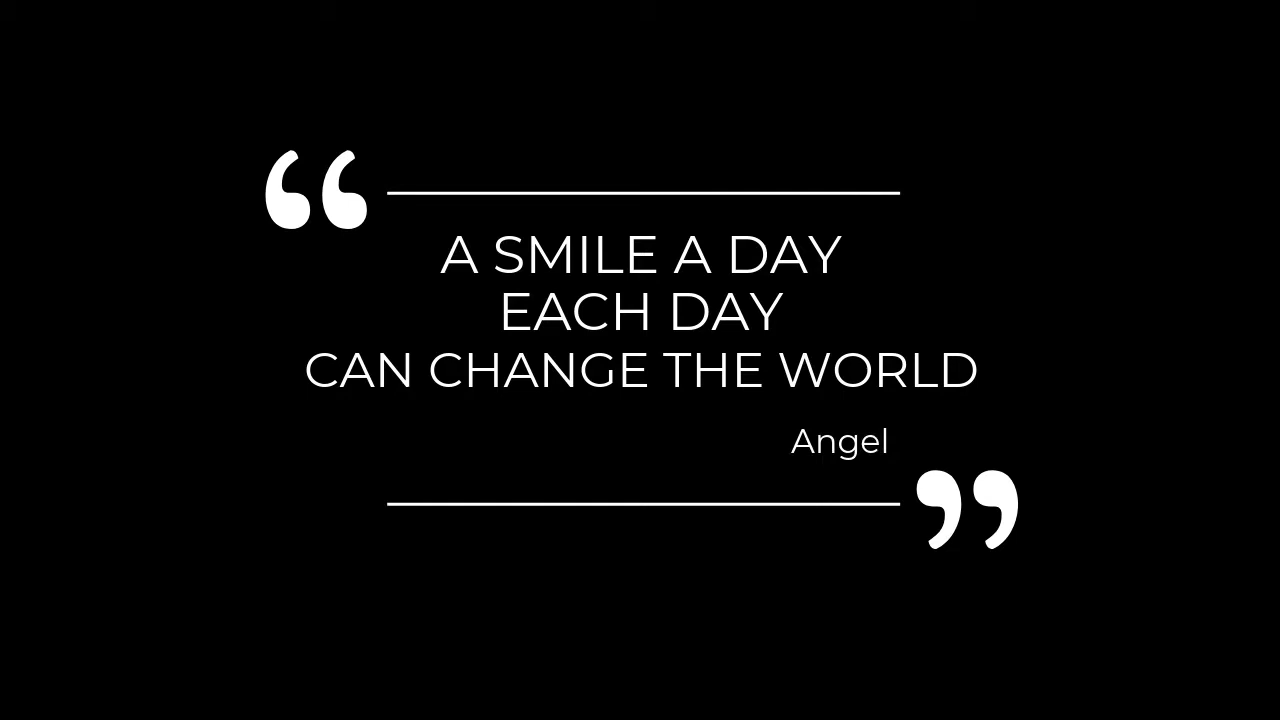 “
A SMILE A DAY
EACH DAY
CAN CHANGE THE WORLD
Angel
”